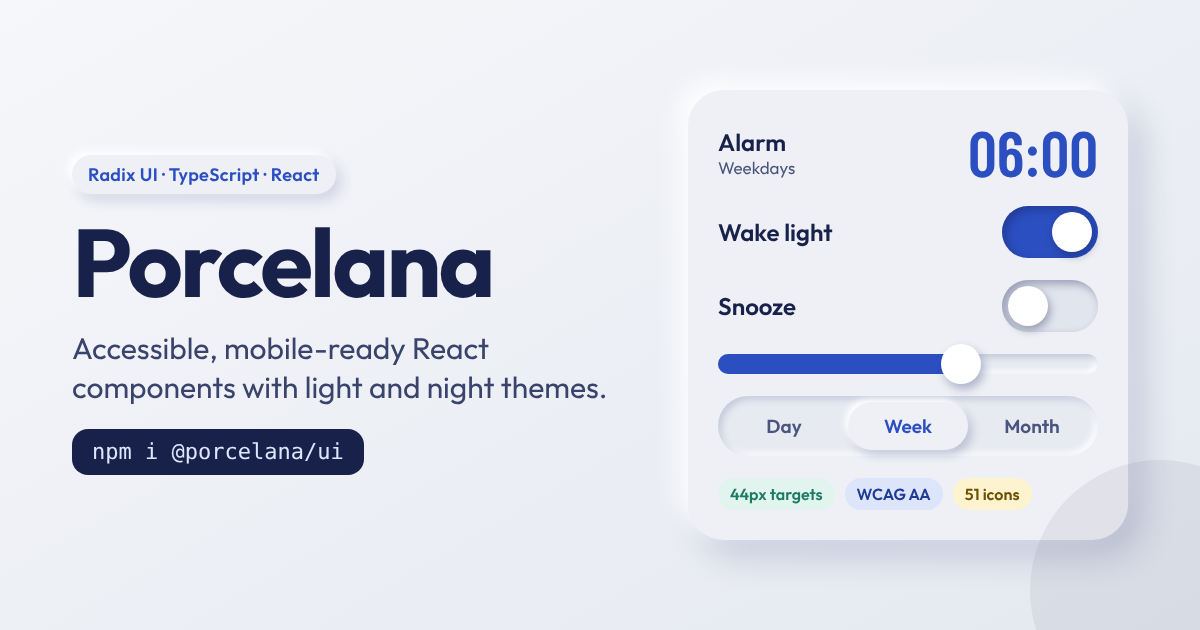 Radix UI · TypeScript · React
Porcelana
Accessible, mobile-ready React
components with light and night themes.
npm i @porcelana/ui
Alarm
Weekdays
06:00
Wake light
Snooze
Day
Week
Month
44px targets
WCAG AA
51 icons